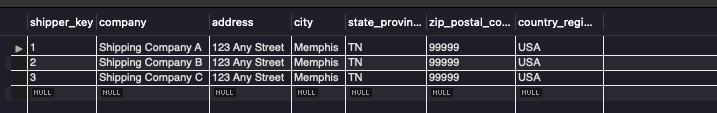 shipper_key company address city state_provin... zip_postal_co... country_regi...
1 Shipping Company A 123 Any Street Memphis TN 99999 USA
2 Shipping Company B 123 Any Street Memphis TN 99999 USA
3 Shipping Company C 123 Any Street Memphis TN 99999 USA
NULL NULL NULL NULL NULL NULL NULL